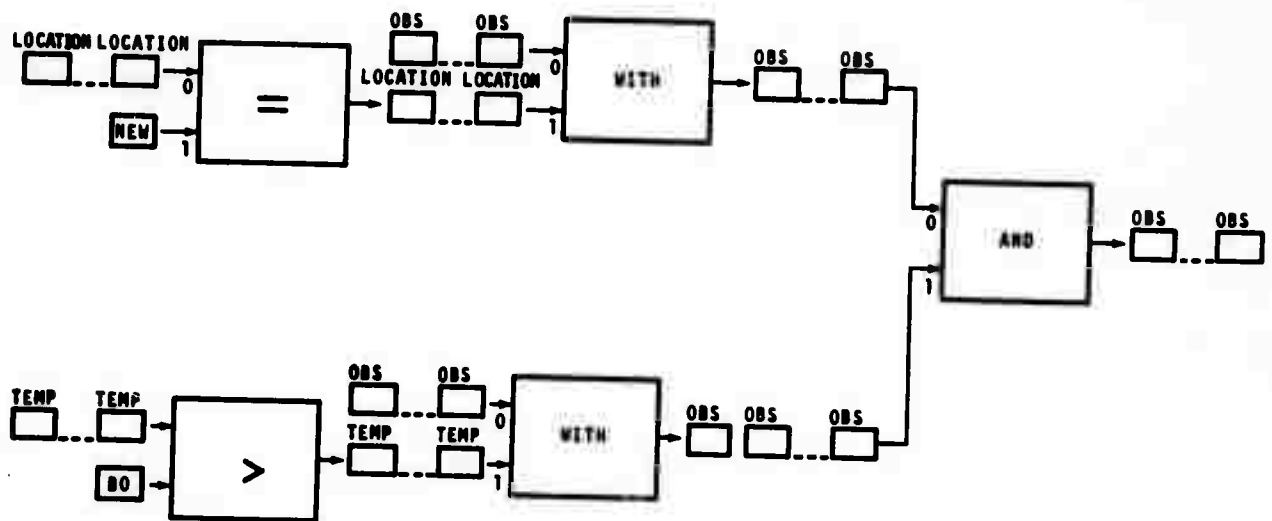 OBS OBS
LOCATION LOCATION
0
=
NEW
1
LOCATION LOCATION
0
1
WITH
OBS OBS
0
1
AND
OBS OBS
TEMP TEMP
80
>
OBS OBS
TEMP TEMP
0
1
WITH
OBS OBS OBS